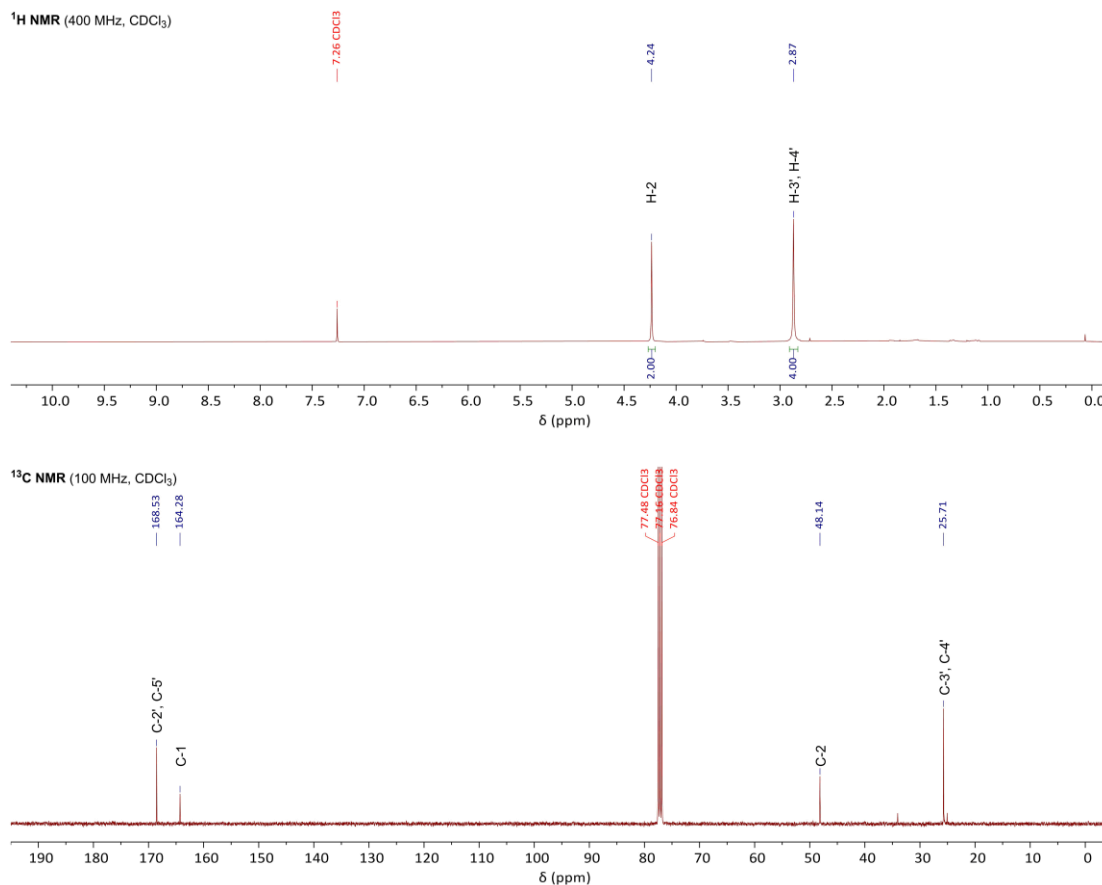 ¹H NMR (400 MHz, CDCl₃)
7.26 CDCl3
4.24
2.87
H-2
H-3', H-4'
2.00
4.00
10.0 9.5 9.0 8.5 8.0 7.5 7.0 6.5 6.0 5.5 5.0 4.5 4.0 3.5 3.0 2.5 2.0 1.5 1.0 0.5 0.0
δ (ppm)
¹³C NMR (100 MHz, CDCl₃)
168.53
164.28
77.48 CDCl3
77.16 CDCl3
76.84 CDCl3
48.14
25.71
C-2', C-5'
C-1
C-2
C-3', C-4'
190 180 170 160 150 140 130 120 110 100 90 80 70 60 50 40 30 20 10 0
δ (ppm)